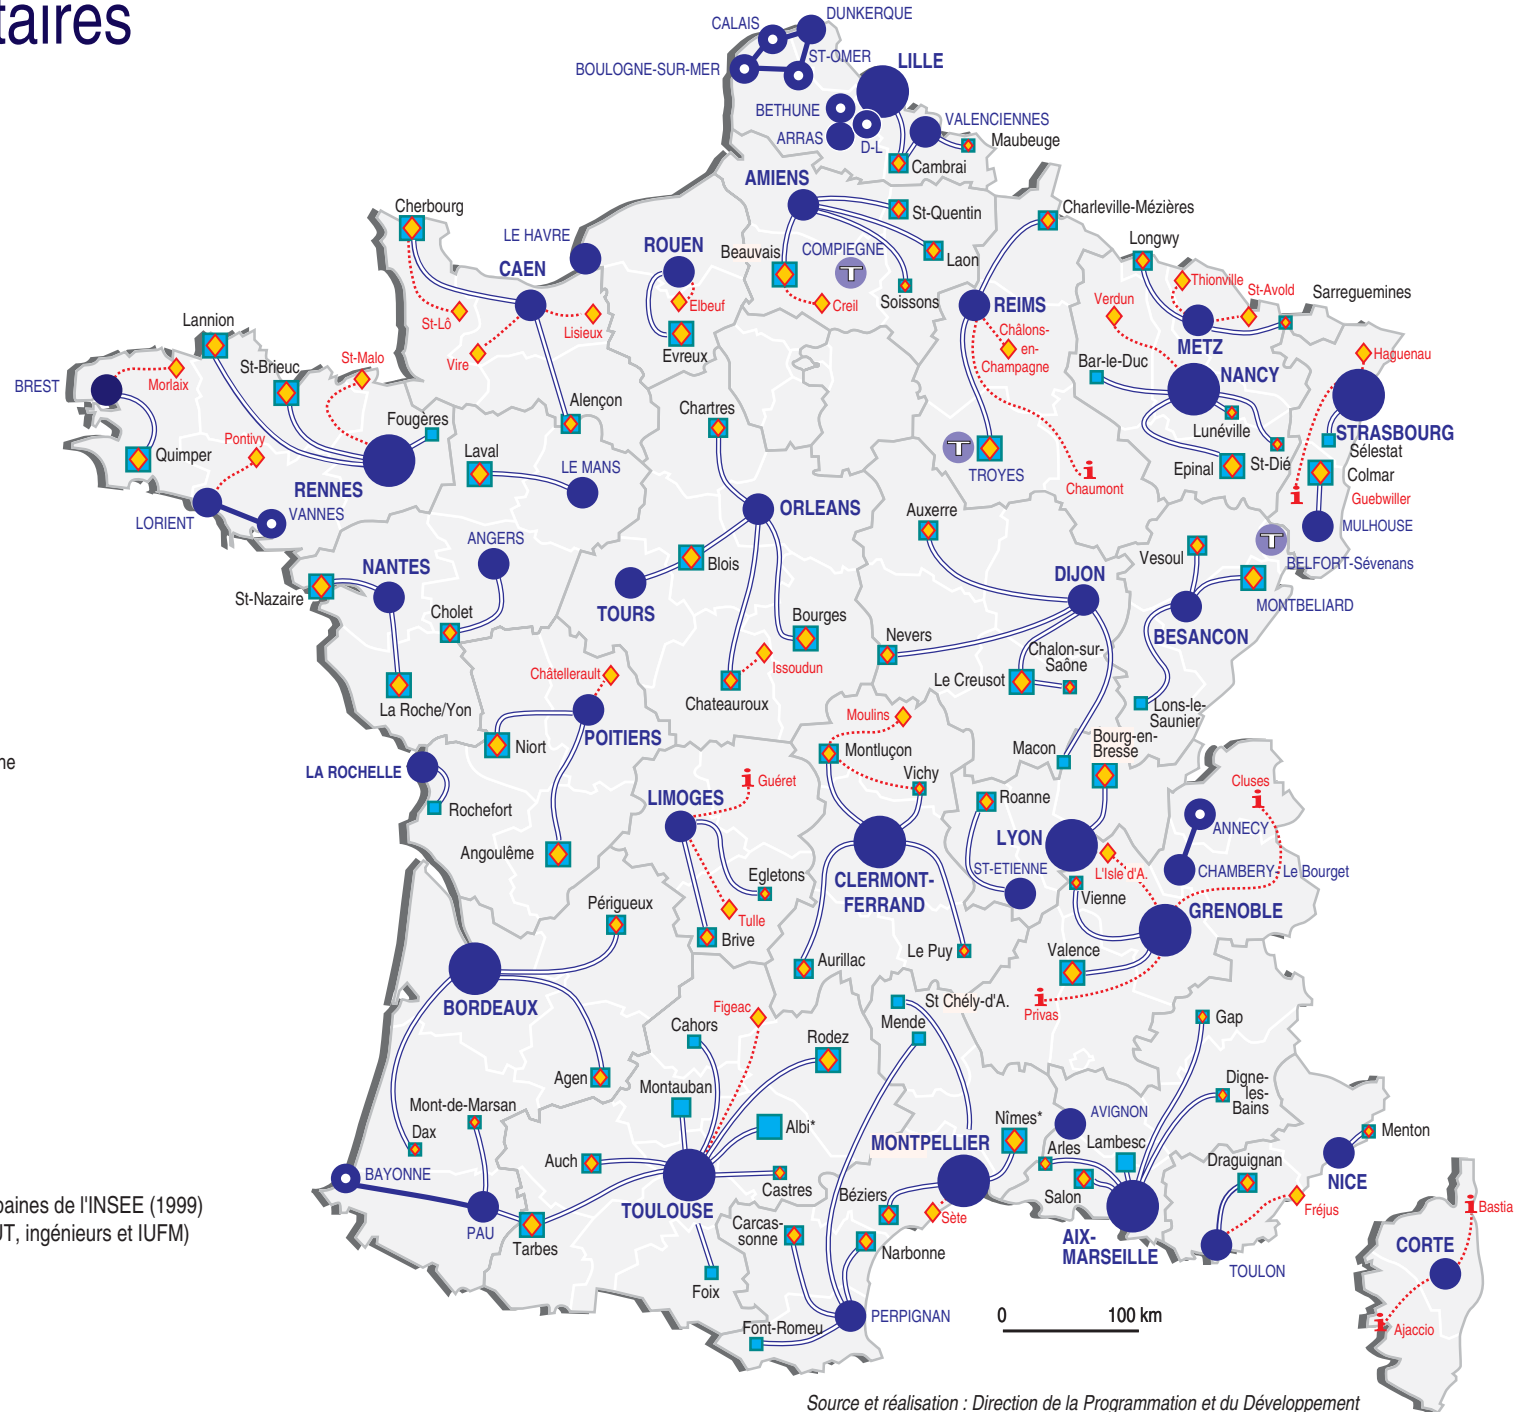 taires
CALAIS
DUNKERQUE
BOULOGNE-SUR-MER
ST-OMER
LILLE
BETHUNE
ARRAS
D-L
VALENCIENNES
Maubeuge
Cambrai
AMIENS
St-Quentin
Charleville-Mézières
Cherbourg
LE HAVRE
ROUEN
Beauvais
COMPIEGNE
T
Laon
Longwy
CAEN
Soissons
Creil
Elbeuf
Evreux
St-Lô
Vire
Lisieux
Alençon
REIMS
Châlons-
en-
Champagne
Verdun
Thionville
St-Avold
Sarreguemines
METZ
Bar-le-Duc
NANCY
Haguenau
STRASBOURG
Lunéville
St-Dié
Epinal
Sélestat
Colmar
Guebwiller
MULHOUSE
T
TROYES
Chaumont
Lannion
St-Brieuc
St-Malo
BREST
Morlaix
Fougères
Quimper
Pontivy
RENNES
LORIENT
VANNES
Laval
LE MANS
Chartres
ORLEANS
Auxerre
T
BELFORT-Sévenans
Vesoul
MONTBELIARD
ANGERS
NANTES
St-Nazaire
Cholet
La Roche/Yon
Blois
TOURS
Bourges
Issoudun
Chateauroux
DIJON
BESANCON
Nevers
Chalon-sur-
Saône
Le Creusot
Lons-le-
Saunier
Macon
Châtellerault
POITIERS
Niort
Moulins
Montluçon
Vichy
Bourg-en-
Bresse
ne
LA ROCHELLE
Rochefort
Angoulême
LIMOGES
i
Guéret
Egletons
Tulle
Brive
CLERMONT-
FERRAND
Roanne
LYON
ST-ETIENNE
Cluses
i
ANNECY
CHAMBERY- Le Bourget
L'Isle d'A.
Vienne
GRENOBLE
Périgueux
Aurillac
Le Puy
Valence
i
Privas
BORDEAUX
Figeac
Cahors
Rodez
St Chély-d'A.
Mende
Gap
Agen
Montauban
Albi*
Mont-de-Marsan
Dax
Auch
Castres
TOULOUSE
MONTPELLIER
Nîmes*
AVIGNON
Arles
Lambesc
Salon
Digne-
les-
Bains
Menton
NICE
Draguignan
Fréjus
BAYONNE
PAU
Tarbes
Foix
Carcas-
sonne
Béziers
Sète
Narbonne
AIX-
MARSEILLE
TOULON
baines de l'INSEE (1999)
UT, ingénieurs et IUFM)
Font-Romeu
PERPIGNAN
0 100 km
i
Bastia
CORTE
i
Ajaccio
i
Source et réalisation : Direction de la Programmation et du Développement